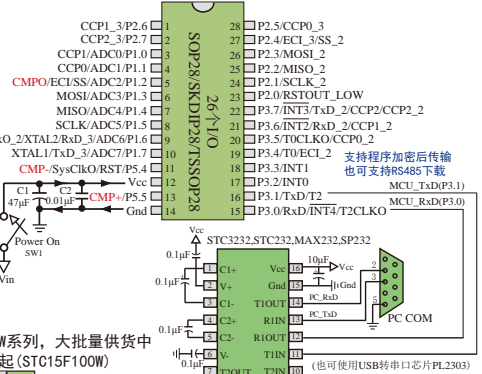 CCP1_3/P2.6 1
28 P2.5/CCP0_3
CCP2_3/P2.7 2
27 P2.4/ECI_3/SS_2
CCP1/ADC0/P1.0 3
26 P2.3/MOSI_2
CCP0/ADC1/P1.1 4
25 P2.2/MISO_2
CMPO/ECI/SS/ADC2/P1.2 5
24 P2.1/SCLK_2
MOSI/ADC3/P1.3 6
23 P2.0/RSTOUT_LOW
MISO/ADC4/P1.4 7
22 P3.7/INT3/TxD_2/CCP2/CCP2_2
SCLK/ADC5/P1.5 8
21 P3.6/INT2/RxD_2/CCP1_2
xO_2/XTAL2/RxD_3/ADC6/P1.6 9
20 P3.5/T0CLKO/CCP0_2
XTAL1/TxD_3/ADC7/P1.7 10
19 P3.4/T0/ECI_2
CMP-/SysClkO/RST/P5.4 11
18 P3.3/INT1
Vcc 12
17 P3.2/INT0
CMP+/P5.5 13
16 P3.1/TxD/T2
Gnd 14
15 P3.0/RxD/INT4/T2CLKO
26个I/O
SOP28/SKDIP28/TSSOP28
支持程序加密后传输
也可支持RS485下载
MCU_TxD(P3.1)
MCU_RxD(P3.0)
C1
47μF
C2
0.01μF
Power On
SW1
Vin
STC3232,STC232,MAX232,SP232
Vcc
0.1μF
0.1μF
0.1μF
0.1μF
10μF
1 C1+
Vcc 16
Vcc
2 V+
Gnd 15
Gnd
3 C1-
T1OUT 14
PC_RxD
4 C2+
R1IN 13
PC_TxD
5 C2-
R1OUT 12
6 V-
T1IN 11
7 T2OUT
T2IN 10
2
3
5
PC COM
(也可使用USB转串口芯片PL2303)
W系列，大批量供货中
起(STC15F100W)